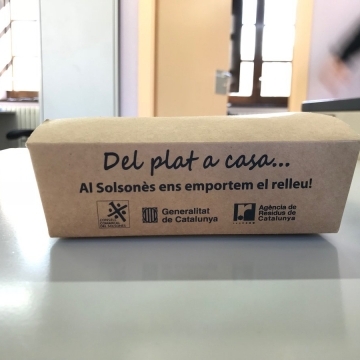 Del plat a casa...
Al Solsonès ens emportem el relleu!
Generalitat
de Catalunya
Agència de
Residus de
Catalunya